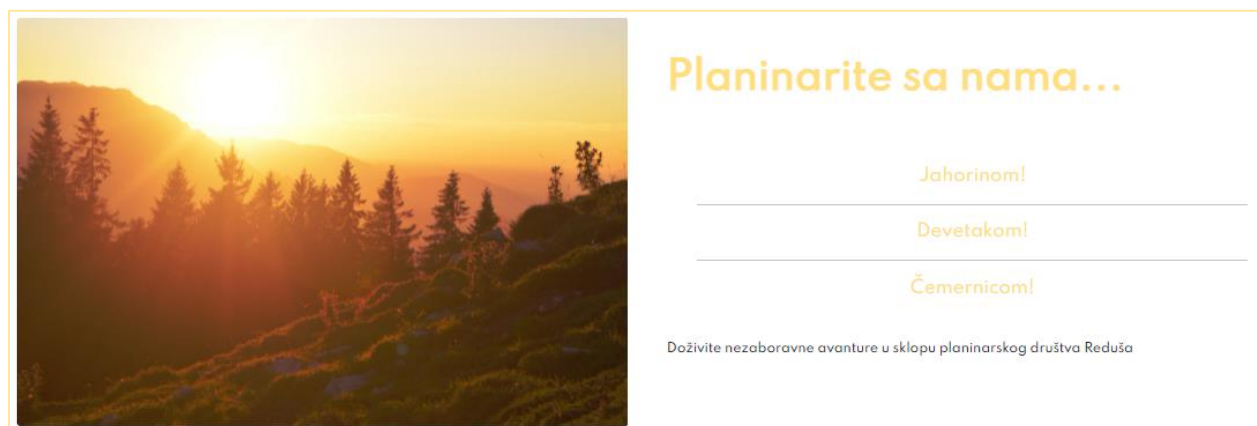 Planinarite sa nama...
Jahorinom!
Devetakom!
Čemernicom!
Doživite nezaboravne avanture u sklopu planinarskog društva Reduša